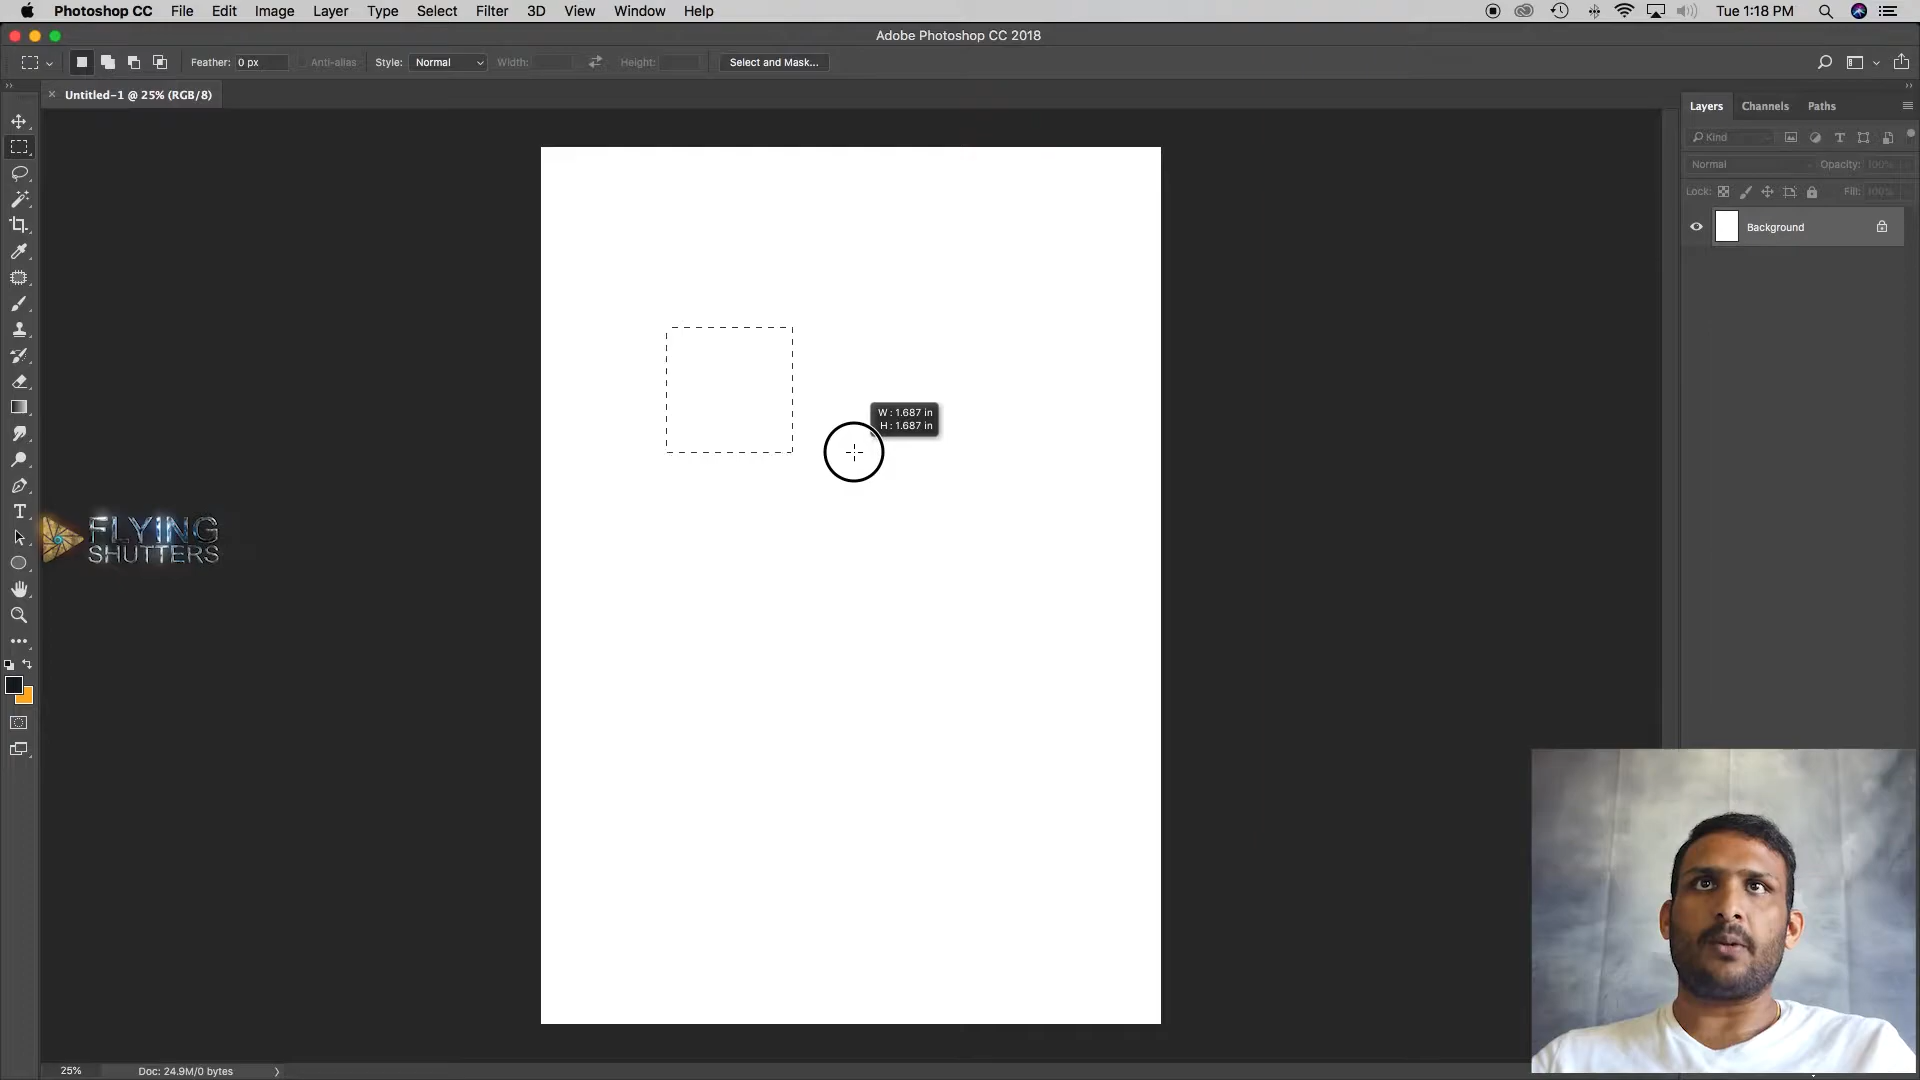 Photoshop CC File Edit Image Layer Type Select Filter 3D View Window Help
Tue 1:18 PM
Adobe Photoshop CC 2018
Feather: 0 px Anti-alias Style: Normal Width: Height: Select and Mask...
Untitled-1 @ 25% (RGB/8)
Layers Channels Paths
Kind
Normal Opacity: 100%
Lock: Fill: 100%
Background
W : 1.687 in
H : 1.687 in
FLYING
SHUTTERS
25% Doc: 24.9M/0 bytes